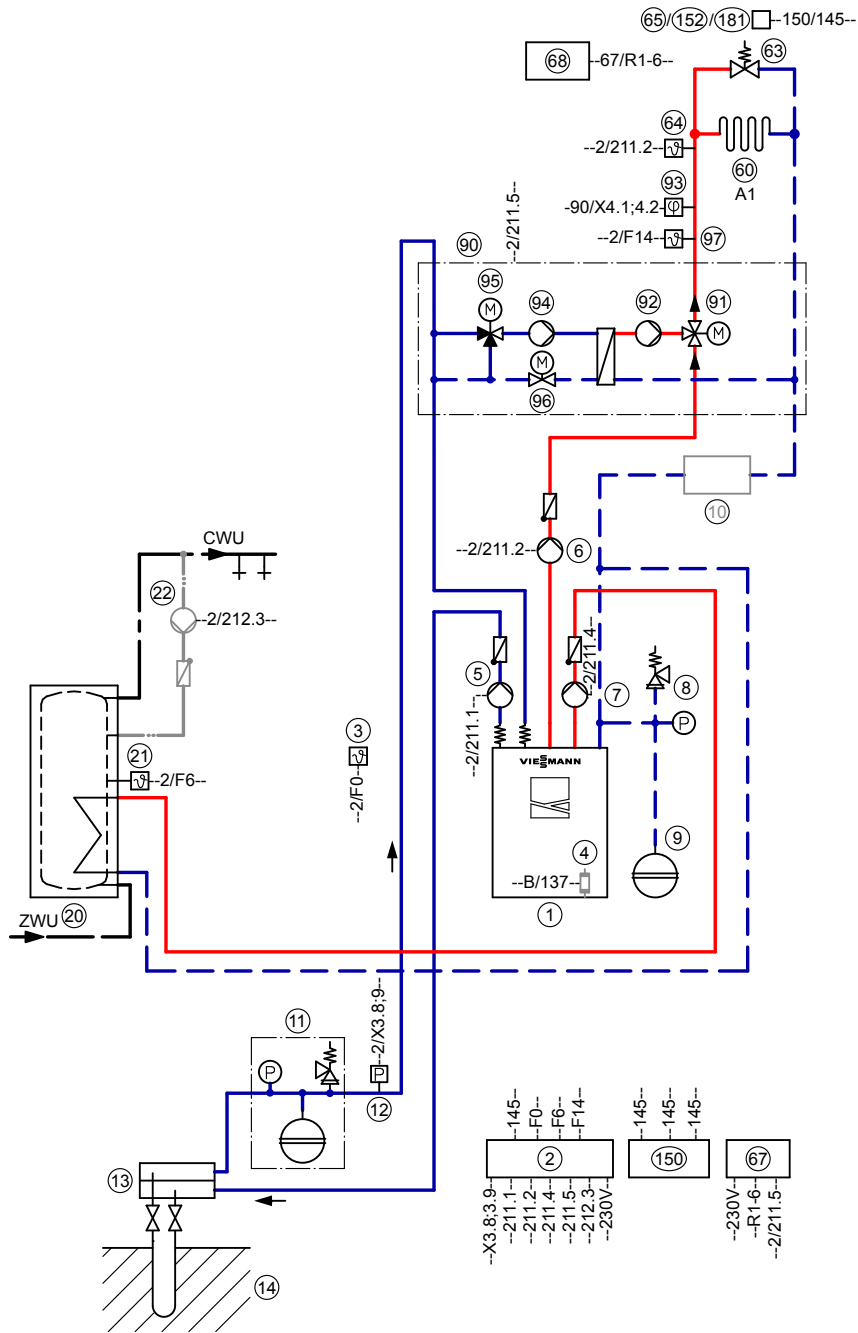 65/152/181 --150/145--
68 --67/R1-6--
63
64
--2/211.2--
60
A1
93
-90/X4.1;4.2-
φ
--2/F14--
97
--2/211.5--
90
95
M
94
92
91
M
M
96
10
CWU
--2/211.2--
6
22
--2/212.3--
5
--2/211.1--
--2/211.4--
7
8
P
3
--2/F0--
VIESMANN
21
ϑ --2/F6--
4
--B/137--
9
1
ZWU
20
11
P
--2/X3.8;9--
P
12
13
14
--145--
--F0--
--F6--
--F14--
2
--X3.8;3.9
--211.1--
--211.2--
--211.4--
--211.5--
--212.3--
--230V--
--145--
--145--
--145--
150
67
--230V--
--R1-6--
--2/211.5--